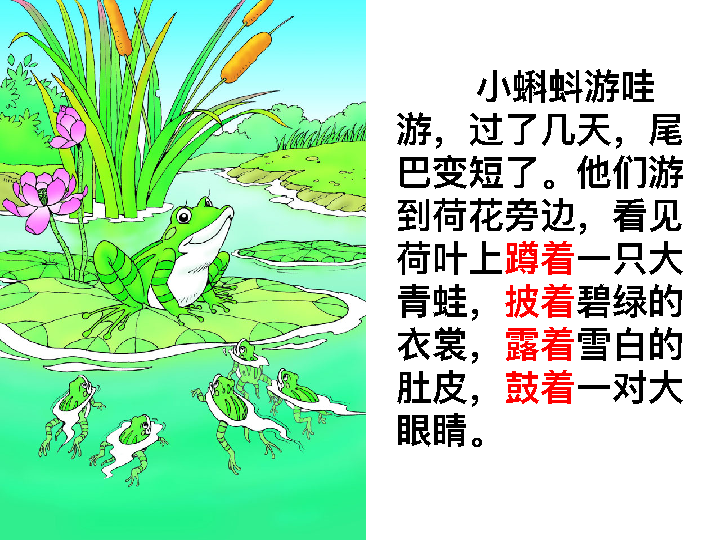 小蝌蚪游哇
游，过了几天，尾
巴变短了。他们游
到荷花旁边，看见
荷叶上蹲着一只大
青蛙，披着碧绿的
衣裳，露着雪白的
肚皮，鼓着一对大
眼睛。